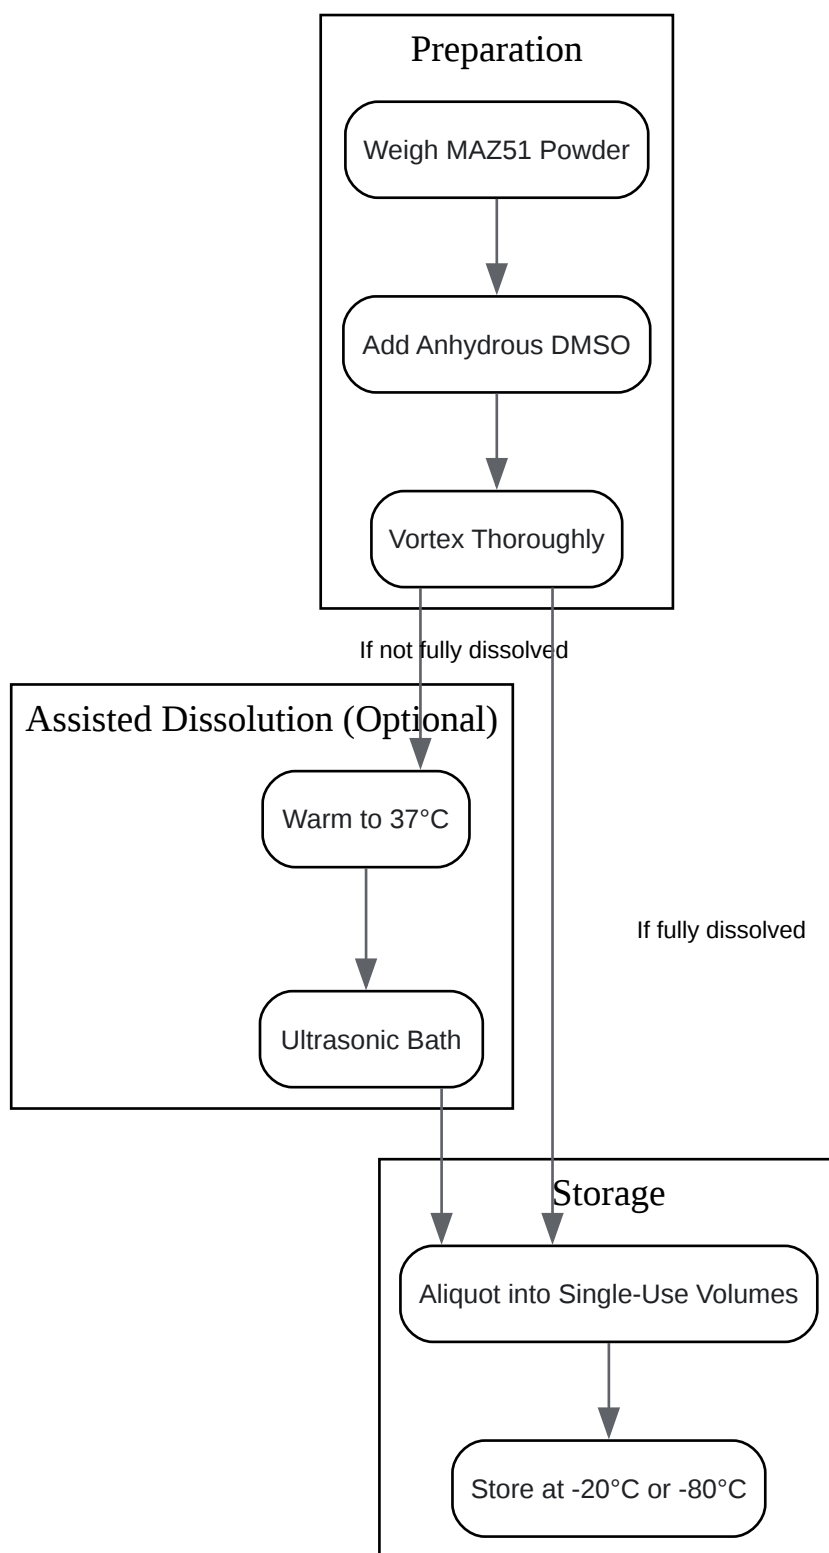 Preparation
Weigh MAZ51 Powder
Add Anhydrous DMSO
Vortex Thoroughly
If not fully dissolved
Assisted Dissolution (Optional)
Warm to 37°C
If fully dissolved
Ultrasonic Bath
Storage
Aliquot into Single-Use Volumes
Store at -20°C or -80°C